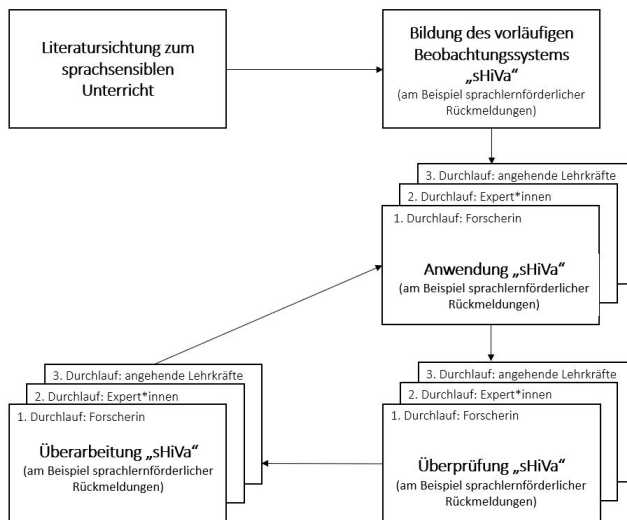 Literatursichtung zum
sprachsensiblen
Unterricht
Bildung des vorläufigen
Beobachtungssystems
„sHiVa“
(am Beispiel sprachlernförderlicher
Rückmeldungen)
3. Durchlauf: angehende Lehrkräfte
2. Durchlauf: Expert*innen
1. Durchlauf: Forscherin
Anwendung „sHiVa“
(am Beispiel sprachlernförderlicher
Rückmeldungen)
3. Durchlauf: angehende Lehrkräfte
2. Durchlauf: Expert*innen
1. Durchlauf: Forscherin
Überarbeitung „sHiVa“
(am Beispiel sprachlernförderlicher
Rückmeldungen)
3. Durchlauf: angehende Lehrkräfte
2. Durchlauf: Expert*innen
1. Durchlauf: Forscherin
Überprüfung „sHiVa“
(am Beispiel sprachlernförderlicher
Rückmeldungen)